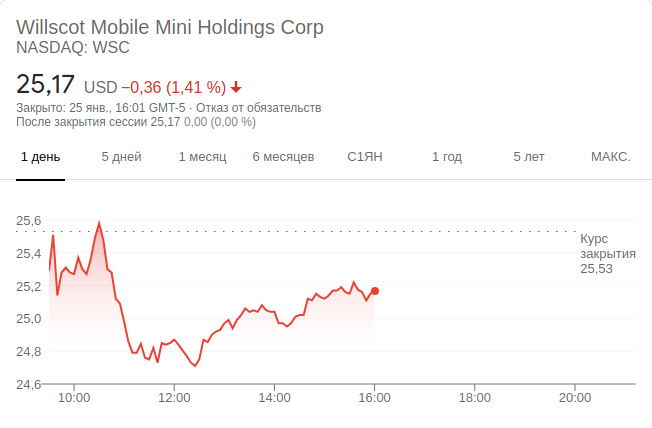 Willscot Mobile Mini Holdings Corp
NASDAQ: WSC
25,17 USD −0,36 (1,41 %)
Закрыто: 25 янв., 16:01 GMT-5 · Отказ от обязательств
После закрытия сессии 25,17 0,00 (0,00 %)
1 день 5 дней 1 месяц 6 месяцев С1ЯН 1 год 5 лет МАКС.
25,6
Курс
закрытия
25,53
25,4
25,2
25,0
24,8
24,6
10:00 12:00 14:00 16:00 18:00 20:00